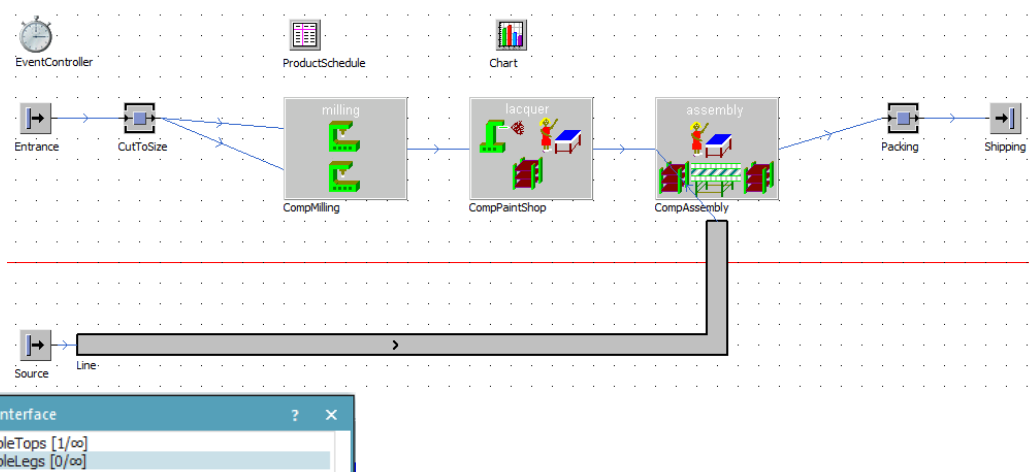 EventController
ProductSchedule
Chart
milling
lacquer
assembly
Entrance
CutToSize
Packing
Shipping
CompMilling
CompPaintShop
CompAssembly
Source
Line
nterface ? ×
bleTops [1/∞]
bleLegs [0/∞]